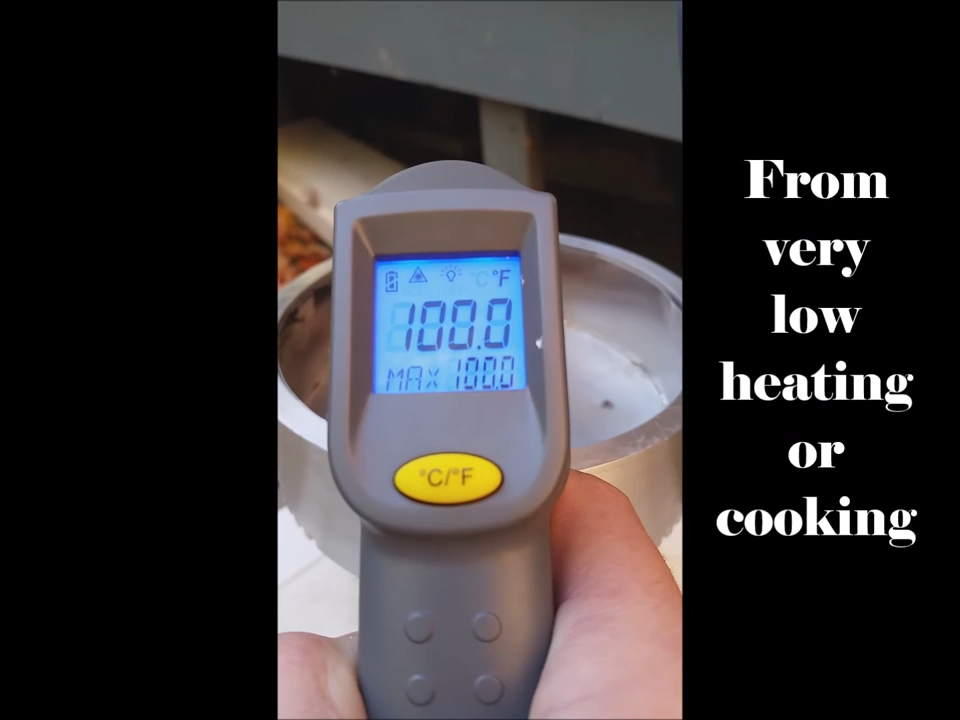 °F
100.0
MAX 100.0
°C/°F
From
very
low
heating
or
cooking